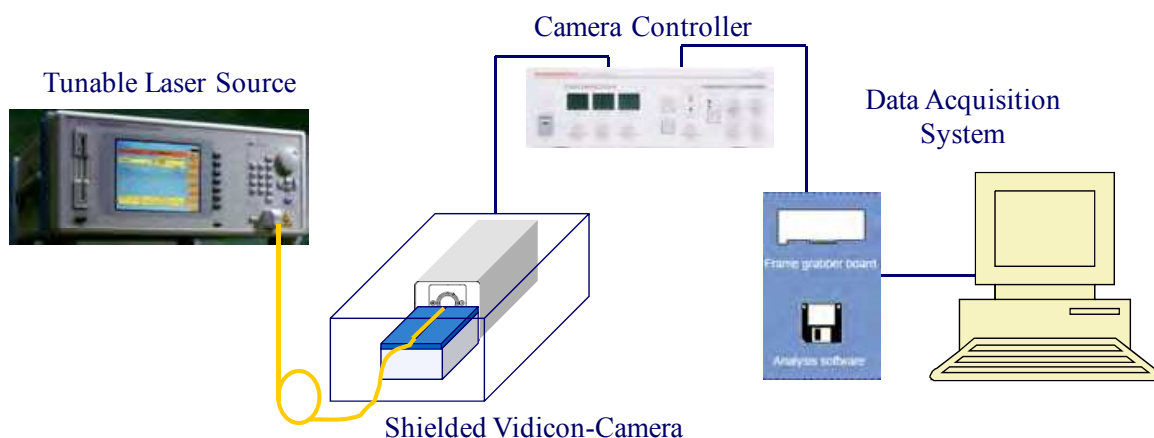 Camera Controller
Tunable Laser Source
Data Acquisition
System
Frame grabber board
Analysis software
Shielded Vidicon-Camera